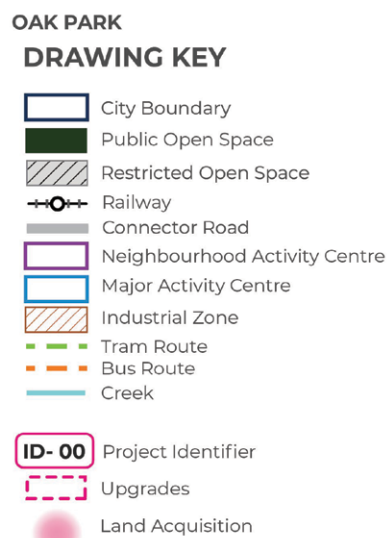 OAK PARK
DRAWING KEY
City Boundary
Public Open Space
Restricted Open Space
Railway
Connector Road
Neighbourhood Activity Centre
Major Activity Centre
Industrial Zone
Tram Route
Bus Route
Creek
ID- 00 Project Identifier
Upgrades
Land Acquisition